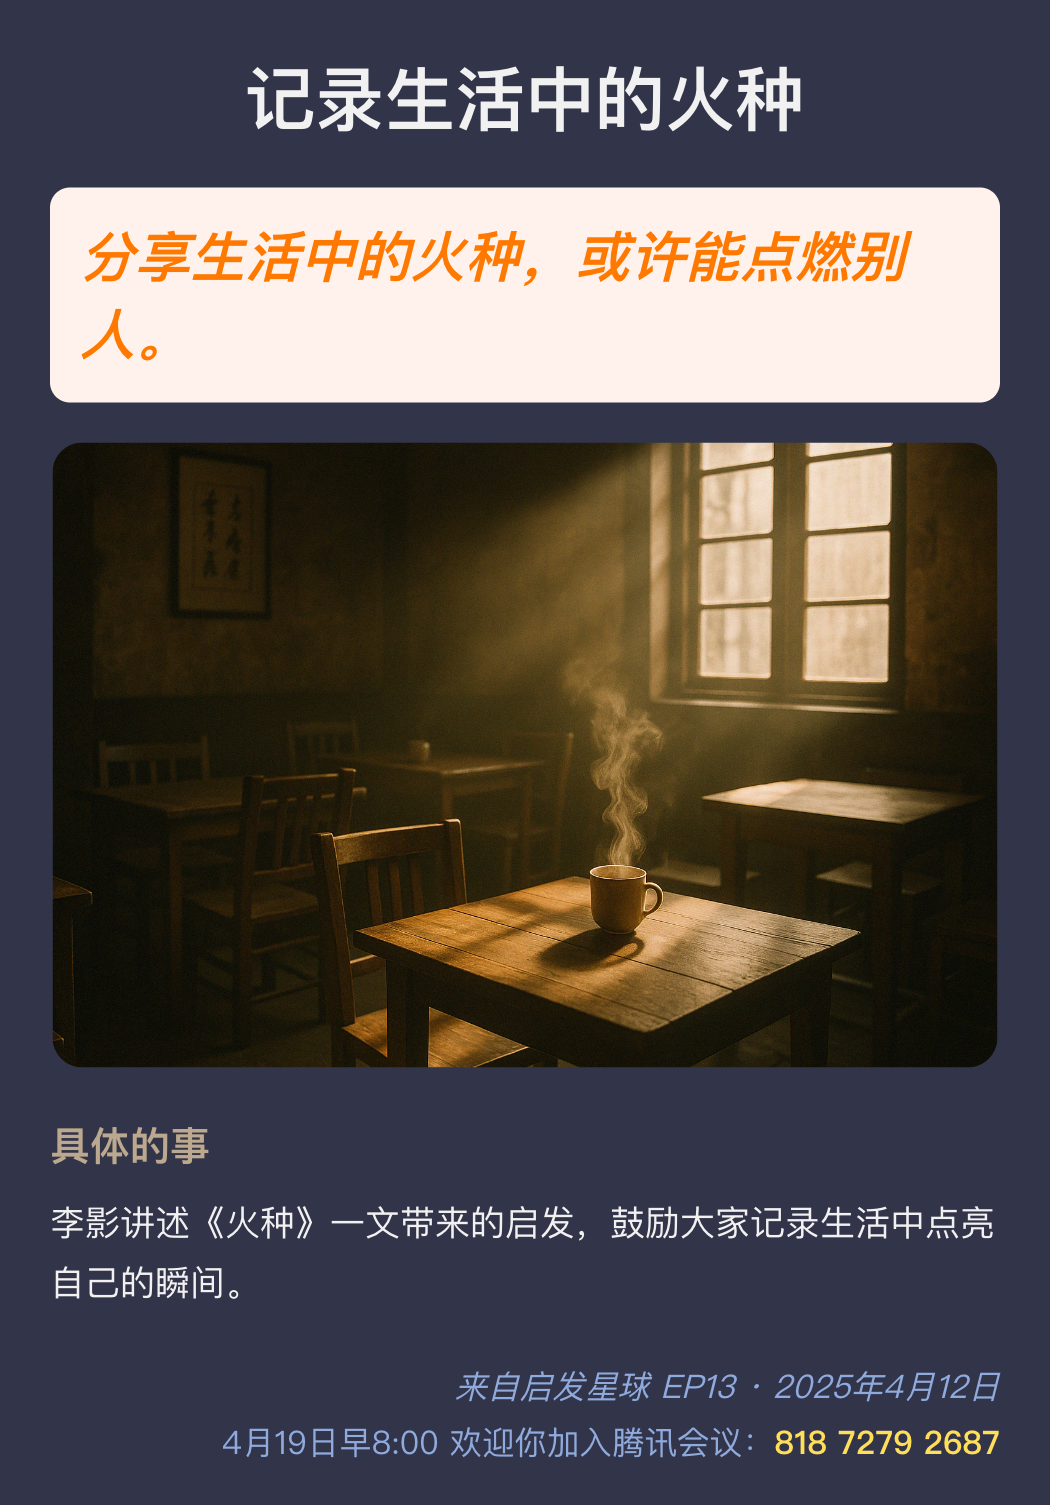 记录生活中的火种
分享生活中的火种，或许能点燃别
人。
具体的事
李影讲述《火种》一文带来的启发，鼓励大家记录生活中点亮
自己的瞬间。
来自启发星球 EP13 · 2025年4月12日
4月19日早8:00 欢迎你加入腾讯会议：818 7279 2687